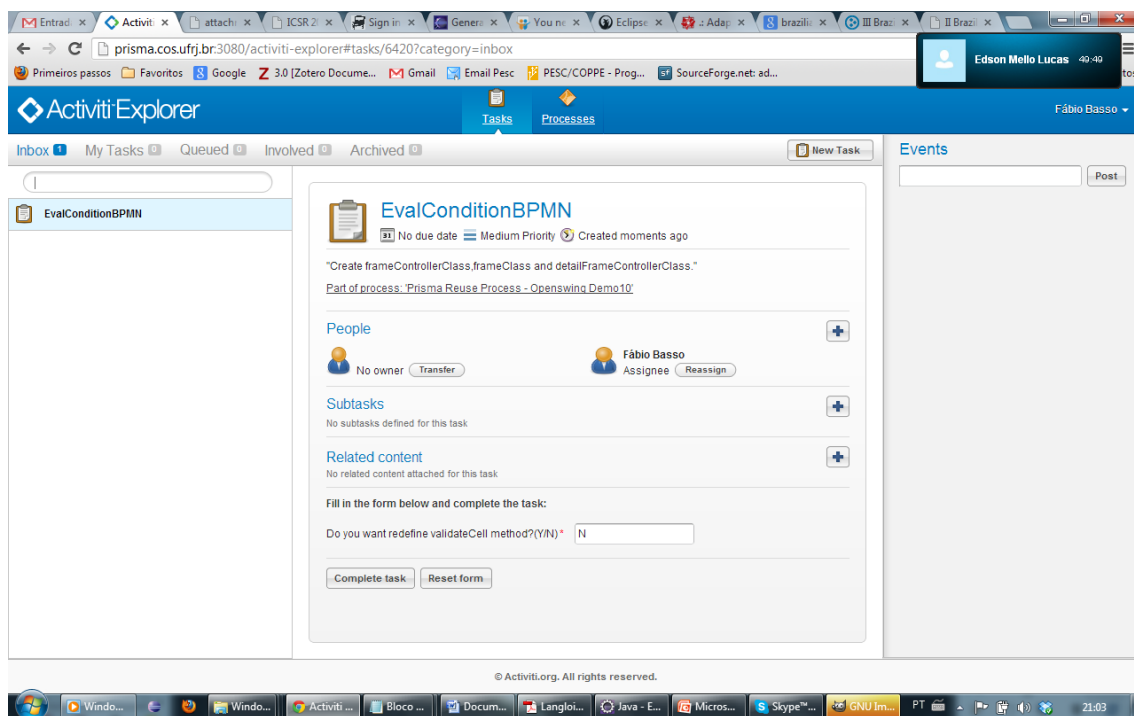 Entrad
Activiti
attach
ICSR 2
Sign in
Genera
You ne
Eclipse
.: Adap
brazilia
III Braz
II Brazil
prisma.cos.ufrj.br:3080/activiti-explorer#tasks/6420?category=inbox
Edson Mello Lucas
Primeiros passos Favoritos Google 3.0 [Zotero Docume... Gmail Email Pesc PESC/COPPE - Prog... SourceForge.net: ad...
Activiti Explorer
Tasks Processes
Fábio Basso
Inbox 1 My Tasks 0 Queued 0 Involved 0 Archived 0
New Task
Events
Post
EvalConditionBPMN
EvalConditionBPMN
31 No due date Medium Priority Created moments ago
"Create frameControllerClass,frameClass and detailFrameControllerClass."
Part of process: 'Prisma Reuse Process - Openswing Demo10'
People
No owner Transfer
Fábio Basso
Assignee Reassign
Subtasks
No subtasks defined for this task
Related content
No related content attached for this task
Fill in the form below and complete the task:
Do you want redefine validateCell method?(Y/N) * N
Complete task Reset form
© Activiti.org. All rights reserved.
Windo... Windo... Activiti ... Bloco ... Docum... Langloi... Java - E... Micros... Skype™... GNU Im... PT 21:03